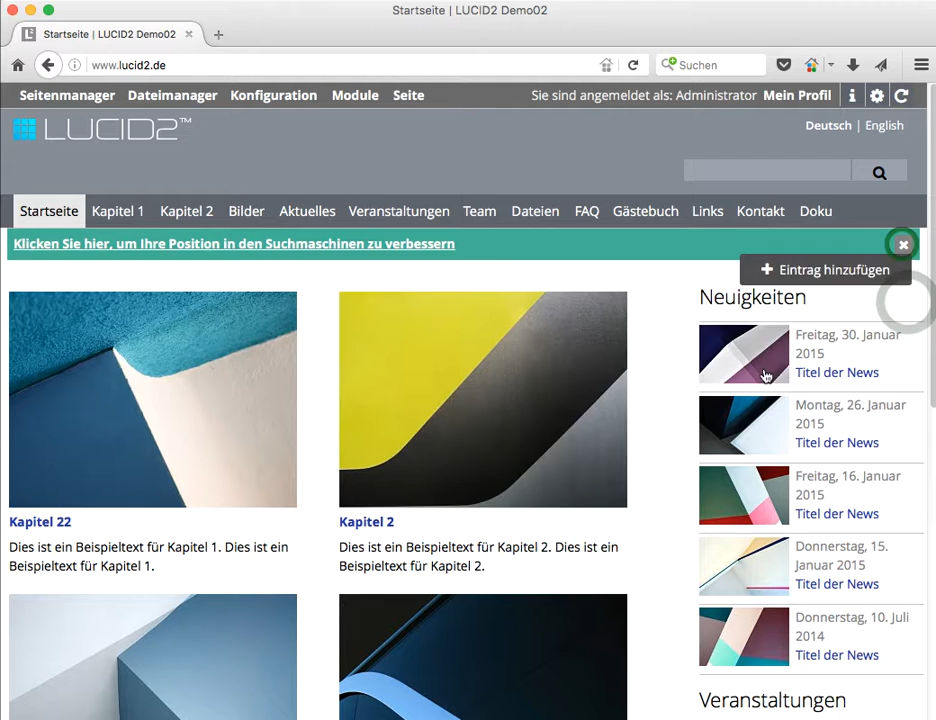 Startseite | LUCID2 Demo02
Startseite | LUCID2 Demo02
www.lucid2.de
Suchen
Seitenmanager Dateimanager Konfiguration Module Seite
Sie sind angemeldet als: Administrator Mein Profil
LUCID2™
Deutsch | English
Startseite Kapitel 1 Kapitel 2 Bilder Aktuelles Veranstaltungen Team Dateien FAQ Gästebuch Links Kontakt Doku
Klicken Sie hier, um Ihre Position in den Suchmaschinen zu verbessern
Eintrag hinzufügen
Kapitel 22
Dies ist ein Beispieltext für Kapitel 1. Dies ist ein
Beispieltext für Kapitel 1.
Kapitel 2
Dies ist ein Beispieltext für Kapitel 2. Dies ist ein
Beispieltext für Kapitel 2.
Neuigkeiten
Freitag, 30. Januar
2015
Titel der News
Montag, 26. Januar
2015
Titel der News
Freitag, 16. Januar
2015
Titel der News
Donnerstag, 15.
Januar 2015
Titel der News
Donnerstag, 10. Juli
2014
Titel der News
Veranstaltungen